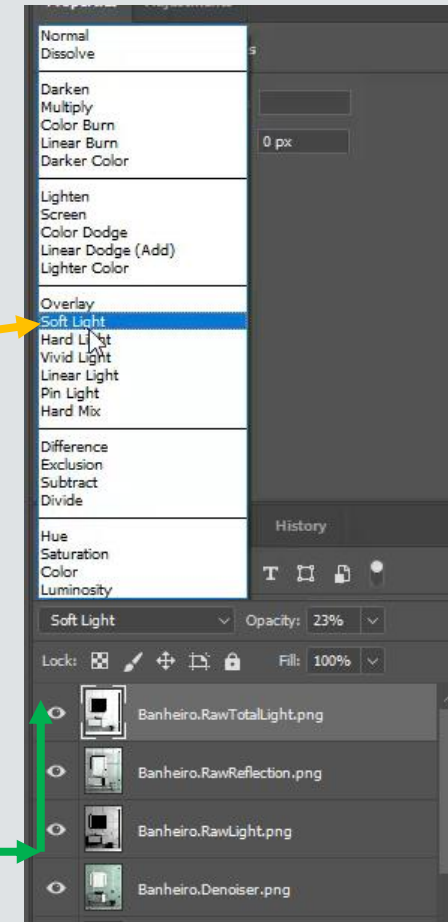 Properties Adjustments
Normal
Dissolve
s
Darken
Multiply
Color Burn
Linear Burn
Darker Color
0 px
Lighten
Screen
Color Dodge
Linear Dodge (Add)
Lighter Color
Overlay
Soft Light
Hard Light
Vivid Light
Linear Light
Pin Light
Hard Mix
Difference
Exclusion
Subtract
Divide
History
Hue
Saturation
Color
Luminosity
T
Soft Light Opacity: 23%
Lock: Fill: 100%
Banheiro.RawTotalLight.png
Banheiro.RawReflection.png
Banheiro.RawLight.png
Banheiro.Denoiser.png